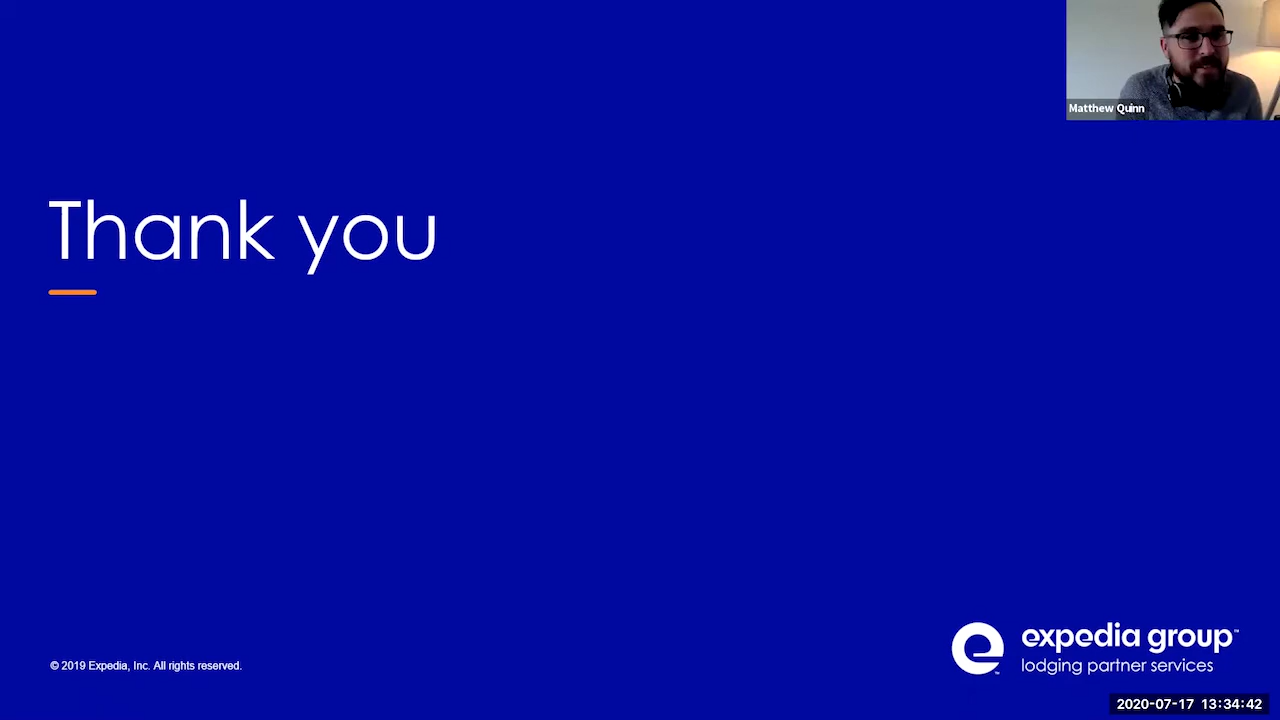 Matthew Quinn
Thank you
© 2019 Expedia, Inc. All rights reserved.
expedia group™
lodging partner services
2020-07-17 13:34:42